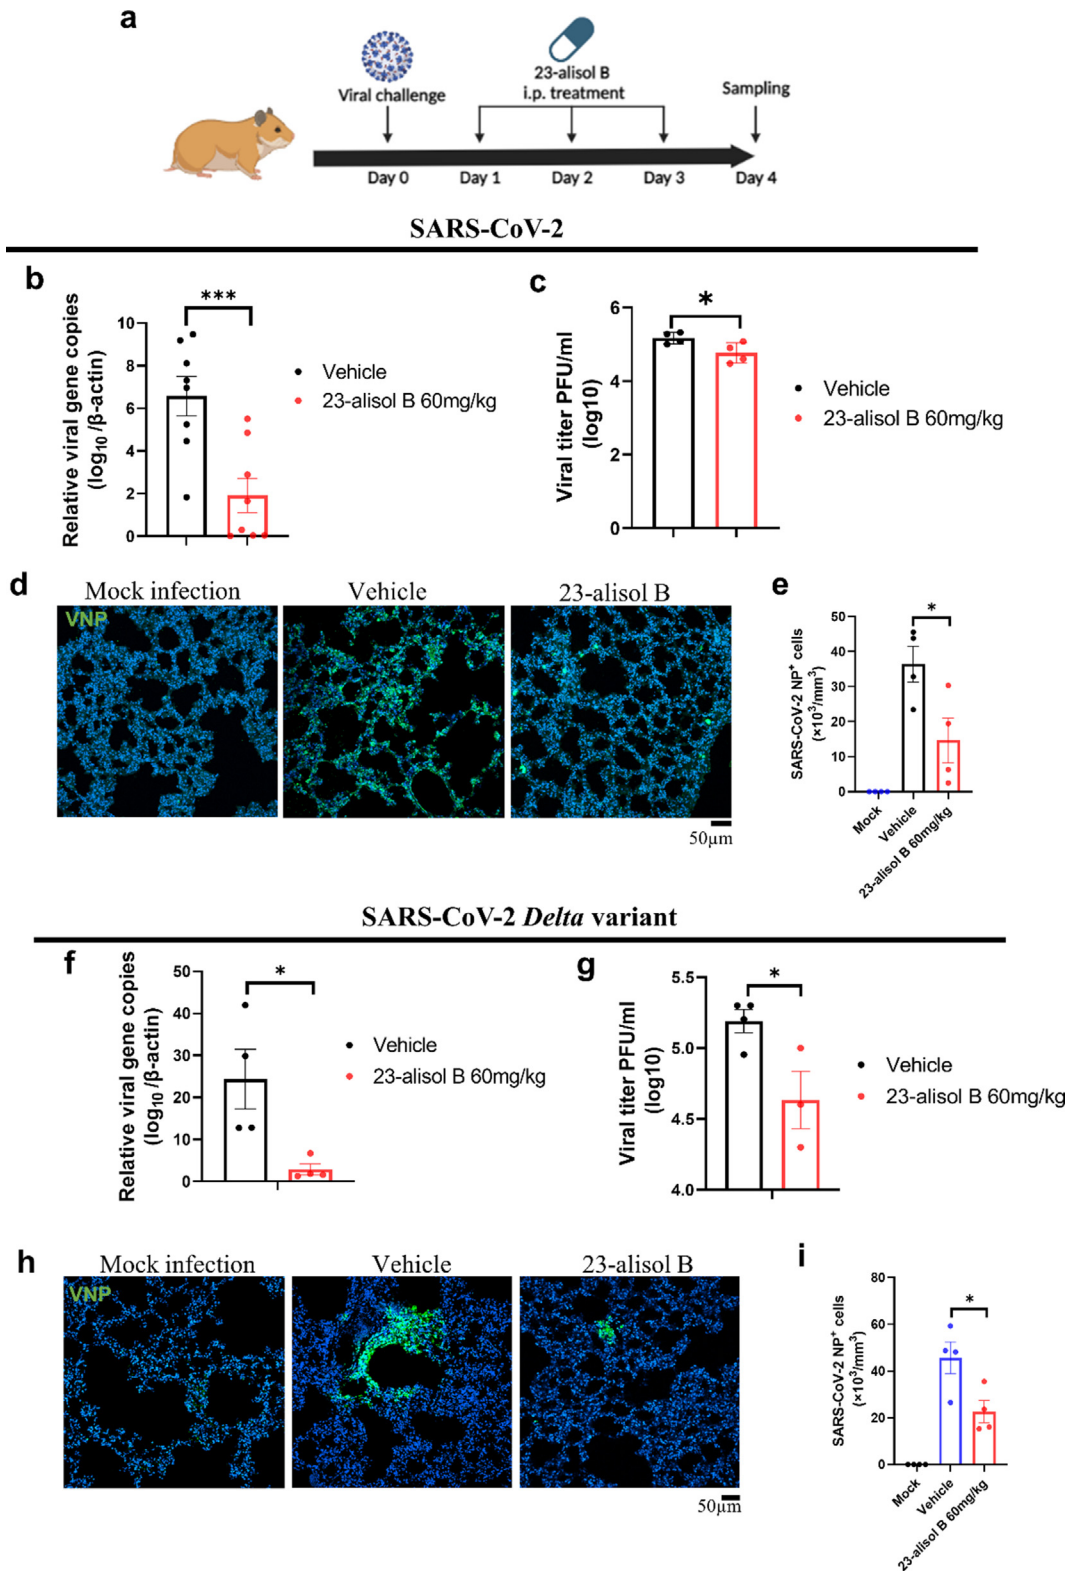 a
23-alisol B
Viral challenge
i.p. treatment
Sampling
Day 0
Day 1
Day 2
Day 3
Day 4
SARS-CoV-2
b
Relative viral gene copies
(log₁₀/β-actin)
10
8
6
4
2
0
***
Vehicle
23-alisol B 60mg/kg
c
Viral titer PFU/ml
(log10)
6
4
2
0
*
Vehicle
23-alisol B 60mg/kg
d
Mock infection
Vehicle
23-alisol B
VNP
50µm
e
SARS-CoV-2 NP⁺ cells
(×10³/mm³)
50
40
30
20
10
0
*
Mock
Vehicle
23-alisol B 60mg/kg
SARS-CoV-2 Delta variant
f
Relative viral gene copies
(log₁₀/β-actin)
50
40
30
20
10
0
*
Vehicle
23-alisol B 60mg/kg
g
Viral titer PFU/ml
(log10)
5.5
5.0
4.5
4.0
*
Vehicle
23-alisol B 60mg/kg
h
Mock infection
Vehicle
23-alisol B
VNP
50µm
i
SARS-CoV-2 NP⁺ cells
(×10³/mm³)
80
60
40
20
0
*
Mock
Vehicle
23-alisol B 60mg/kg